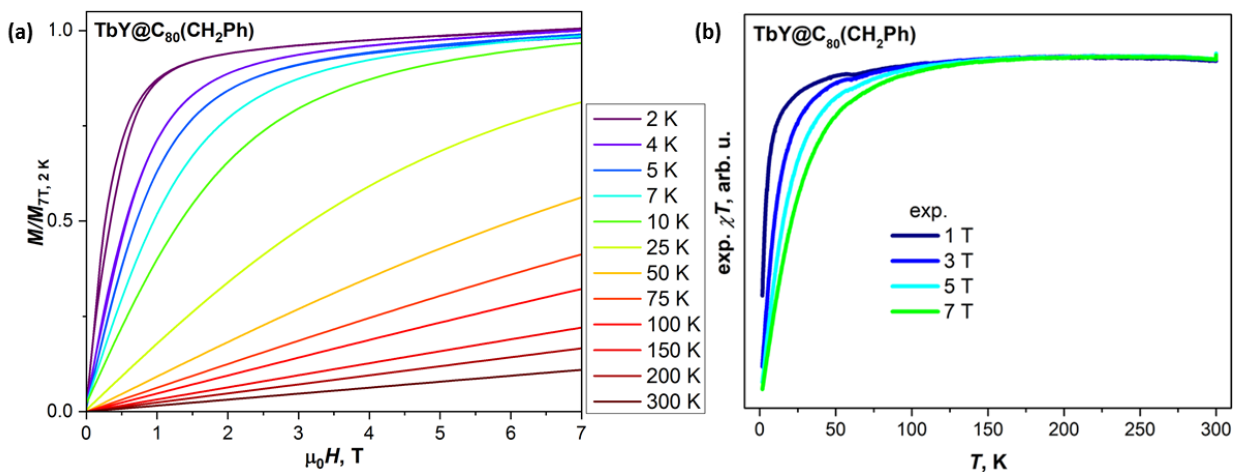 (a)
TbY@C₈₀(CH₂Ph)
1.0
0.5
0.0
M/M₇T, ₂ K
0 1 2 3 4 5 6 7
μ₀H, T
2 K
4 K
5 K
7 K
10 K
25 K
50 K
75 K
100 K
150 K
200 K
300 K
(b)
TbY@C₈₀(CH₂Ph)
exp. χT, arb. u.
exp.
1 T
3 T
5 T
7 T
0 50 100 150 200 250 300
T, K